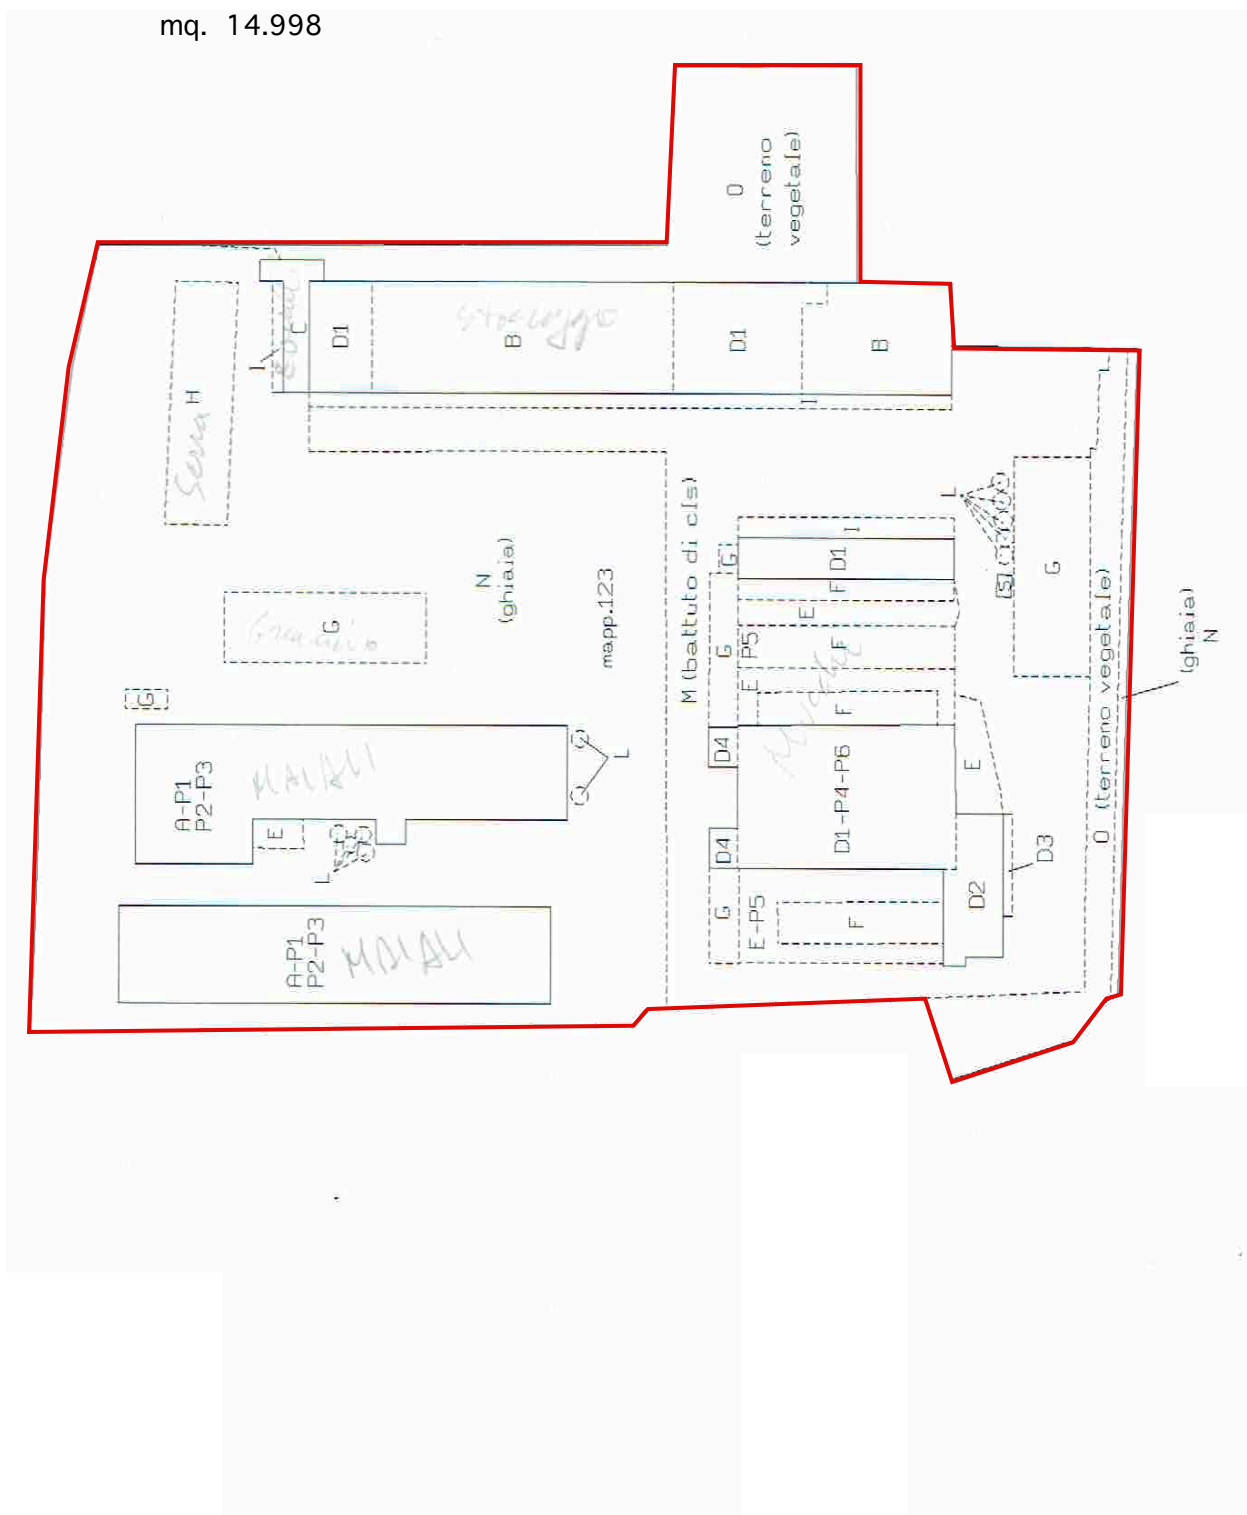 mq. 14.998
O
(terreno
vegetale)
I
C
D1
B
D1
B
I
H
Serra
L
N
(ghiaia)
mapp.123
M (battuto di cls)
G
G
A-P1
P2-P3
MAIALI
E
E
L
L
A-P1
P2-P3
MAIALI
G
I
D1
F
E
G
P5
F
E
F
D4
D1-P4-P6
E
D4
G
E-P5
F
D2
D3
L
S
G
O (terreno vegetale)
(ghiaia)
N